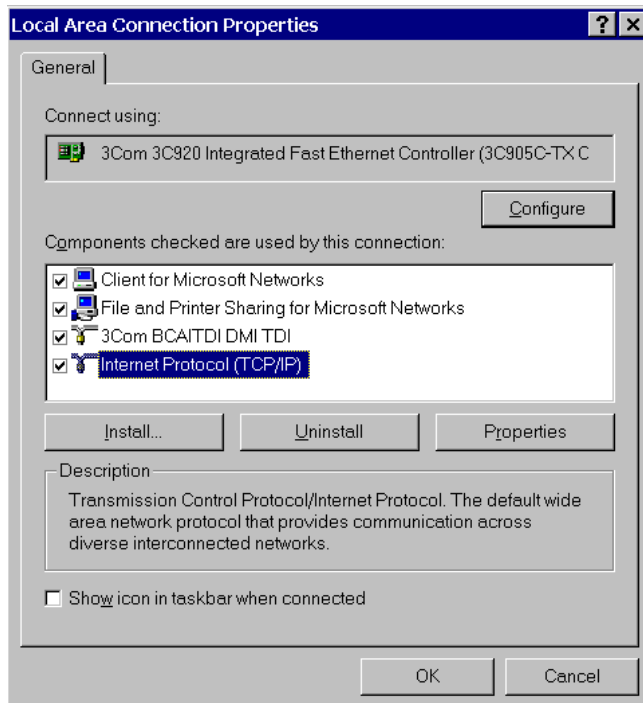 Local Area Connection Properties
? ×
General
Connect using:
3Com 3C920 Integrated Fast Ethernet Controller (3C905C-TX C
Configure
Components checked are used by this connection:
Client for Microsoft Networks
File and Printer Sharing for Microsoft Networks
3Com BCAITDI DMI TDI
Internet Protocol (TCP/IP)
Install... Uninstall Properties
Description
Transmission Control Protocol/Internet Protocol. The default wide
area network protocol that provides communication across
diverse interconnected networks.
Show icon in taskbar when connected
OK Cancel